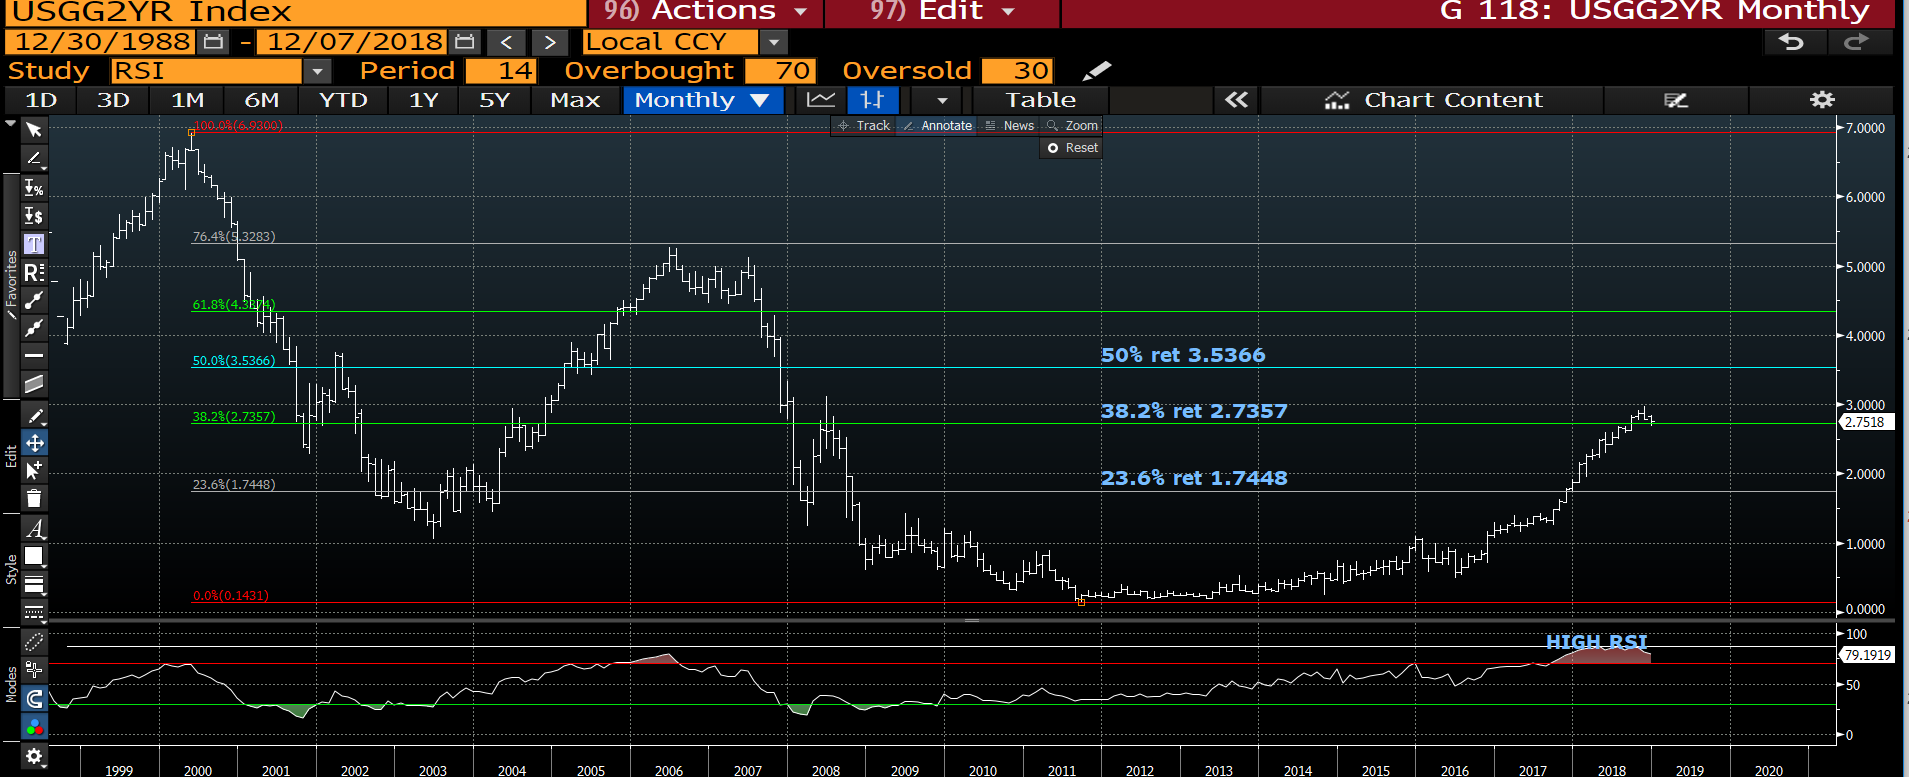 USGG2YR Index 96) Actions 97) Edit G 118: USGG2YR Monthly
12/30/1988 - 12/07/2018 < > Local CCY
Study RSI Period 14 Overbought 70 Oversold 30
1D 3D 1M 6M YTD 1Y 5Y Max Monthly Table « Chart Content
Track Annotate News Zoom
Reset
Favorites
Edit
Style
Modes
%
$
T
R
A
100.0%(6.9300)
76.4%(5.3283)
61.8%(4.3374)
50.0%(3.5366)
38.2%(2.7357)
23.6%(1.7448)
0.0%(0.1431)
50% ret 3.5366
38.2% ret 2.7357
23.6% ret 1.7448
7.0000
6.0000
5.0000
4.0000
3.0000
2.7518
2.0000
1.0000
0.0000
HIGH RSI
100
79.1919
50
0
1999 2000 2001 2002 2003 2004 2005 2006 2007 2008 2009 2010 2011 2012 2013 2014 2015 2016 2017 2018 2019 2020